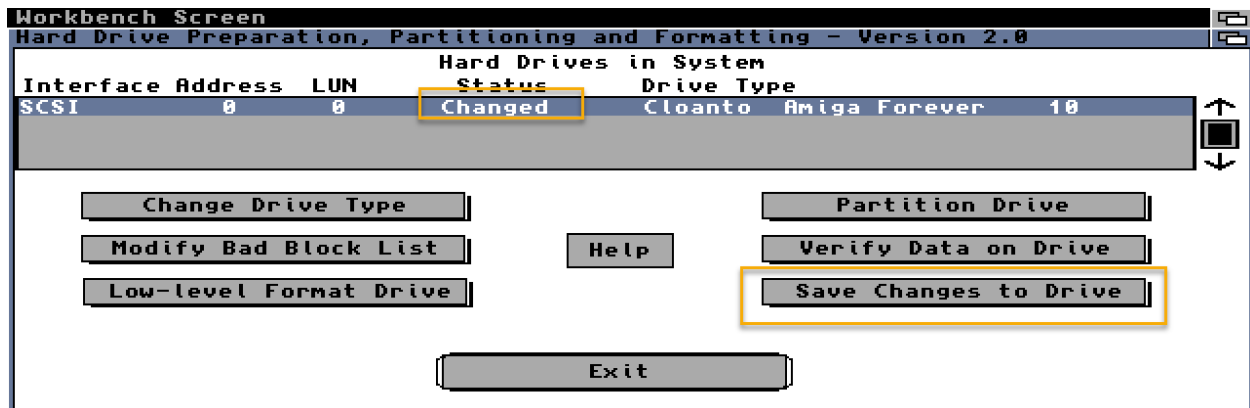 Workbench Screen
Hard Drive Preparation, Partitioning and Formatting - Version 2.0
Hard Drives in System
Interface Address LUN Status Drive Type
SCSI 0 0 Changed Cloanto Amiga Forever 10
Change Drive Type Partition Drive
Modify Bad Block List Help Verify Data on Drive
Low-level Format Drive Save Changes to Drive
Exit